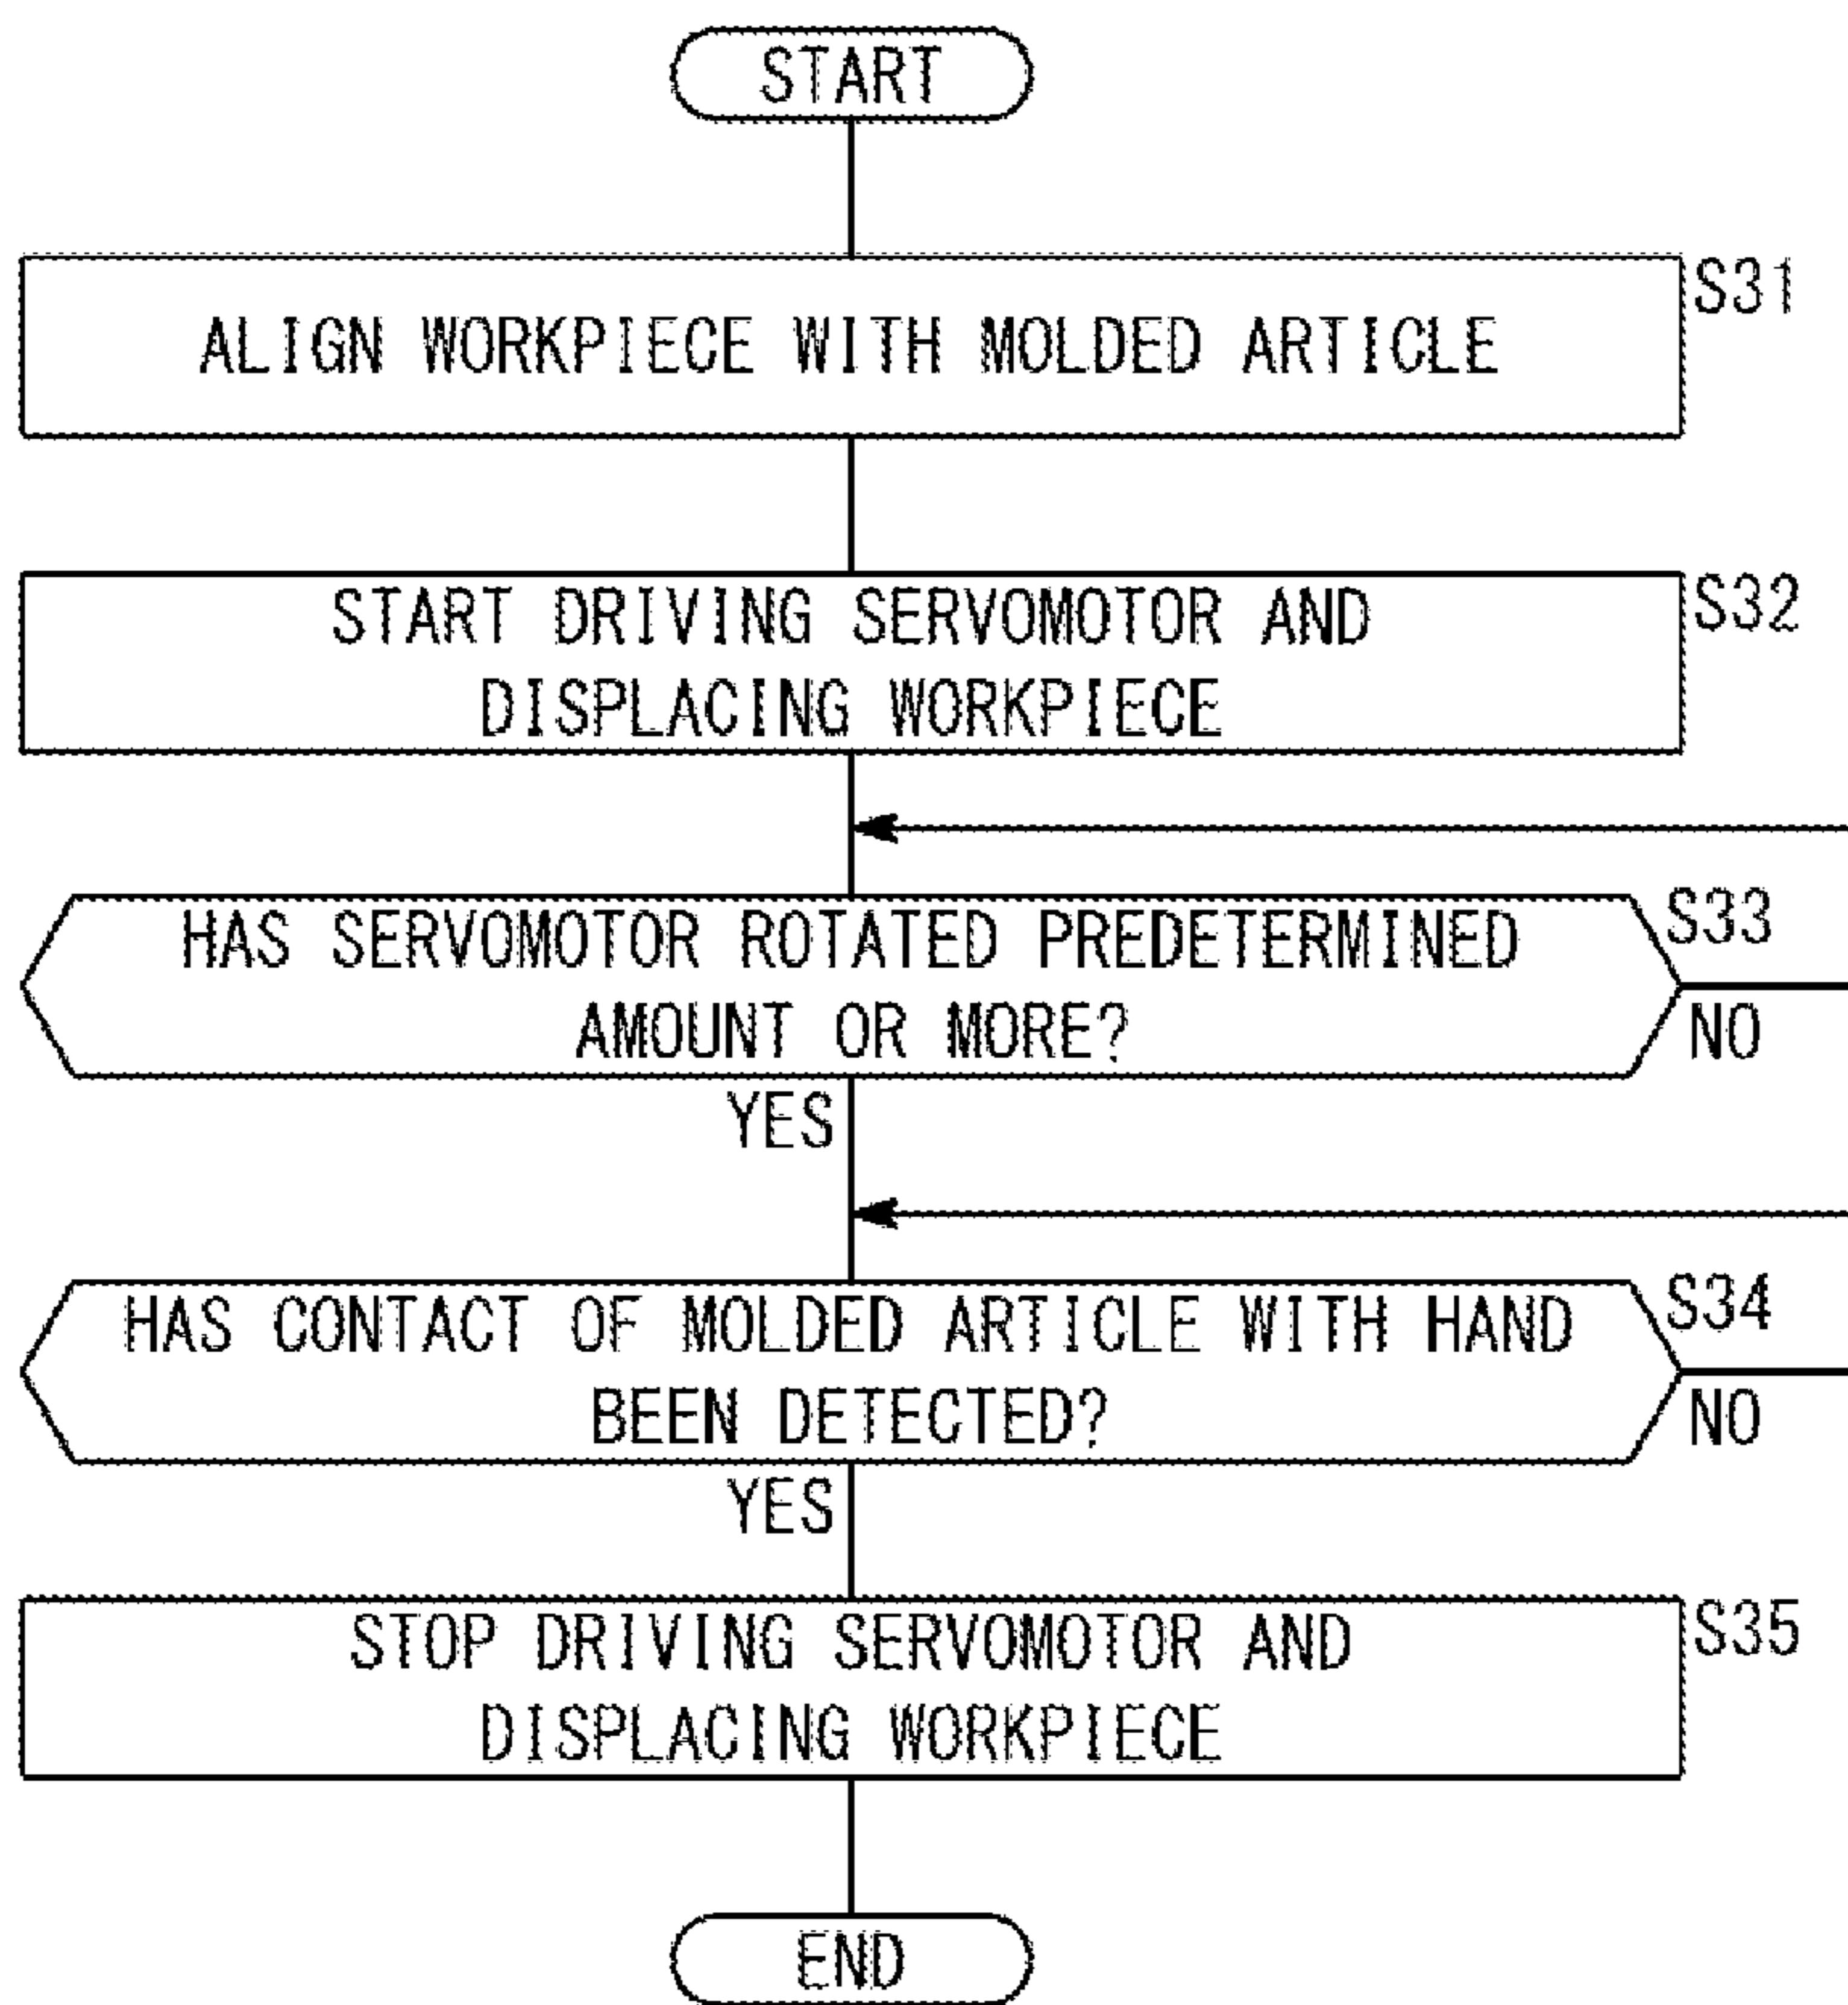 START
S31
ALIGN WORKPIECE WITH MOLDED ARTICLE
S32
START DRIVING SERVOMOTOR AND
DISPLACING WORKPIECE
S33
HAS SERVOMOTOR ROTATED PREDETERMINED
AMOUNT OR MORE?
NO
YES
S34
HAS CONTACT OF MOLDED ARTICLE WITH HAND
BEEN DETECTED?
NO
YES
S35
STOP DRIVING SERVOMOTOR AND
DISPLACING WORKPIECE
END